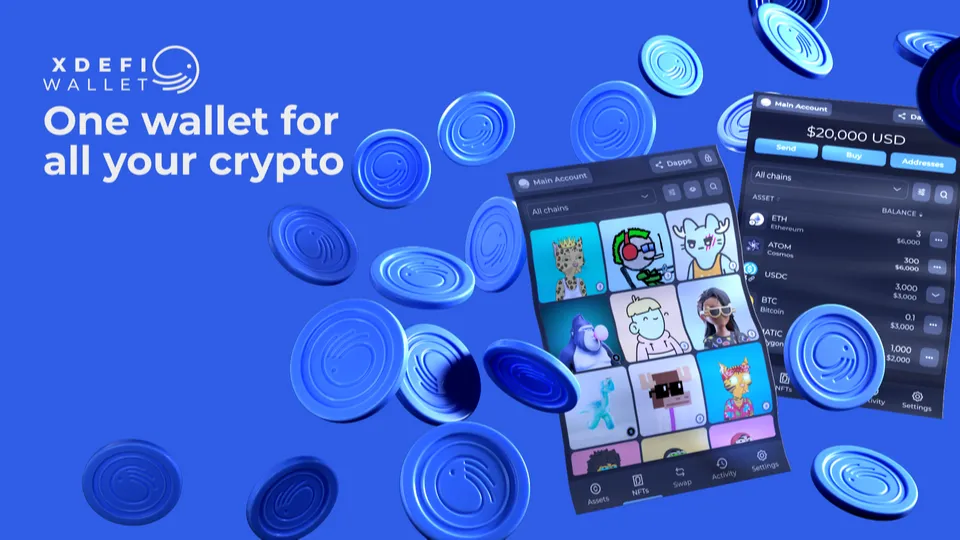 XDEFI
WALLET
One wallet for
all your crypto
Main Account
Dapps
All chains
Assets
NFTs
Swap
Activity
Settings
Main Account
$20,000 USD
Send
Buy
Addresses
All chains
ASSET
BALANCE
ETH
Ethereum
3
$6,000
ATOM
Cosmos
300
$6,000
USDC
3,000
$3,000
BTC
Bitcoin
0.1
$3,000
1,000
$2,000
NFTs
Settings